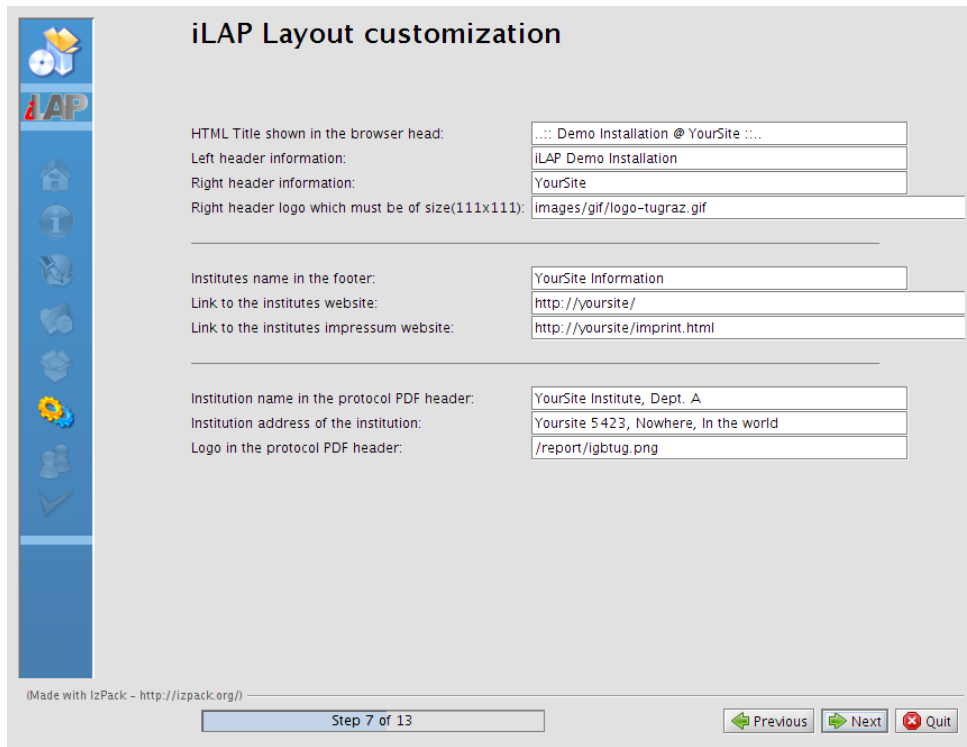 iLAP Layout customization
iLAP
HTML Title shown in the browser head: ..:: Demo Installation @ YourSite ::..
Left header information: iLAP Demo Installation
Right header information: YourSite
Right header logo which must be of size(111x111): images/gif/logo-tugraz.gif
Institutes name in the footer: YourSite Information
Link to the institutes website: http://yoursite/
Link to the institutes impressum website: http://yoursite/imprint.html
Institution name in the protocol PDF header: YourSite Institute, Dept. A
Institution address of the institution: Yoursite 5423, Nowhere, In the world
Logo in the protocol PDF header: /report/igbtug.png
(Made with IzPack - http://izpack.org/)
Step 7 of 13 Previous Next Quit